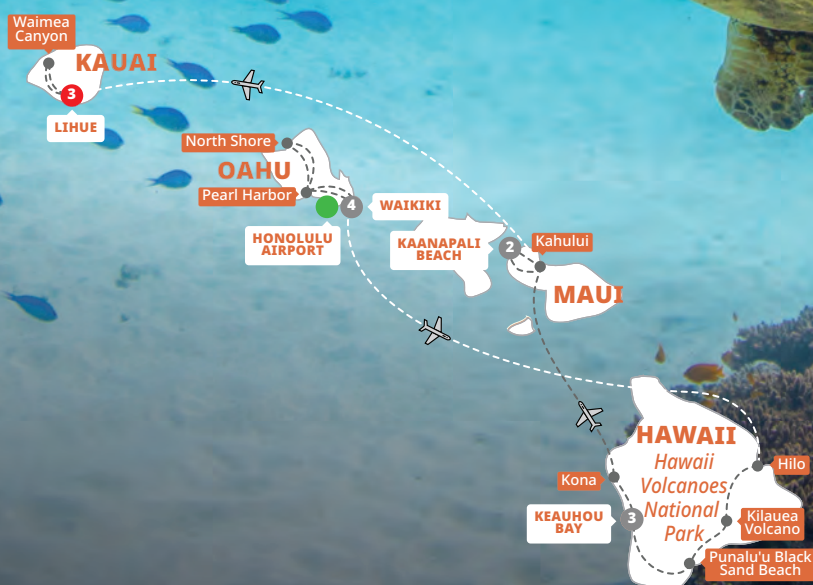 Waimea
Canyon
KAUAI
3
LIHUE
North Shore
OAHU
Pearl Harbor
4
WAIKIKI
HONOLULU
AIRPORT
KAANAPALI
BEACH
2
Kahului
MAUI
HAWAII
Hawaii
Volcanoes
National
Park
Kona
Hilo
KEAUHOU
BAY
3
Kilauea
Volcano
Punalu'u Black
Sand Beach